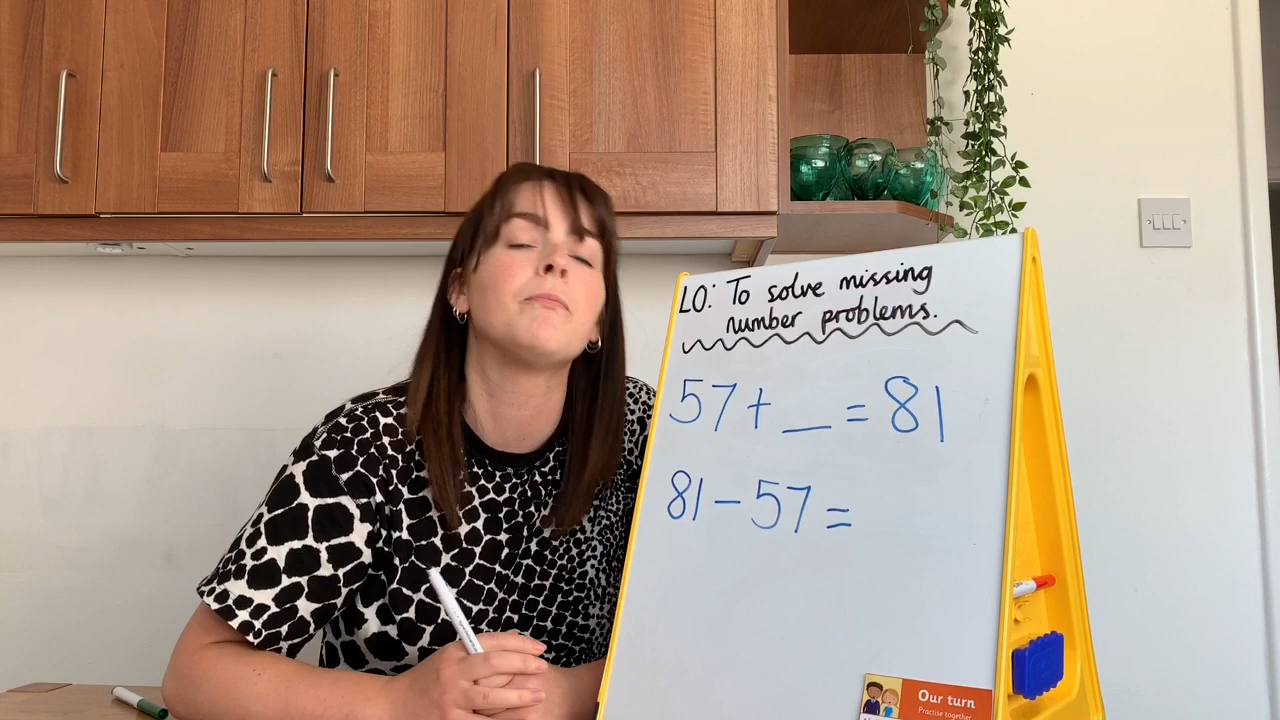 LO: To solve missing
number problems.
57 + _ = 81
81 - 57 =
Our turn
Practise together